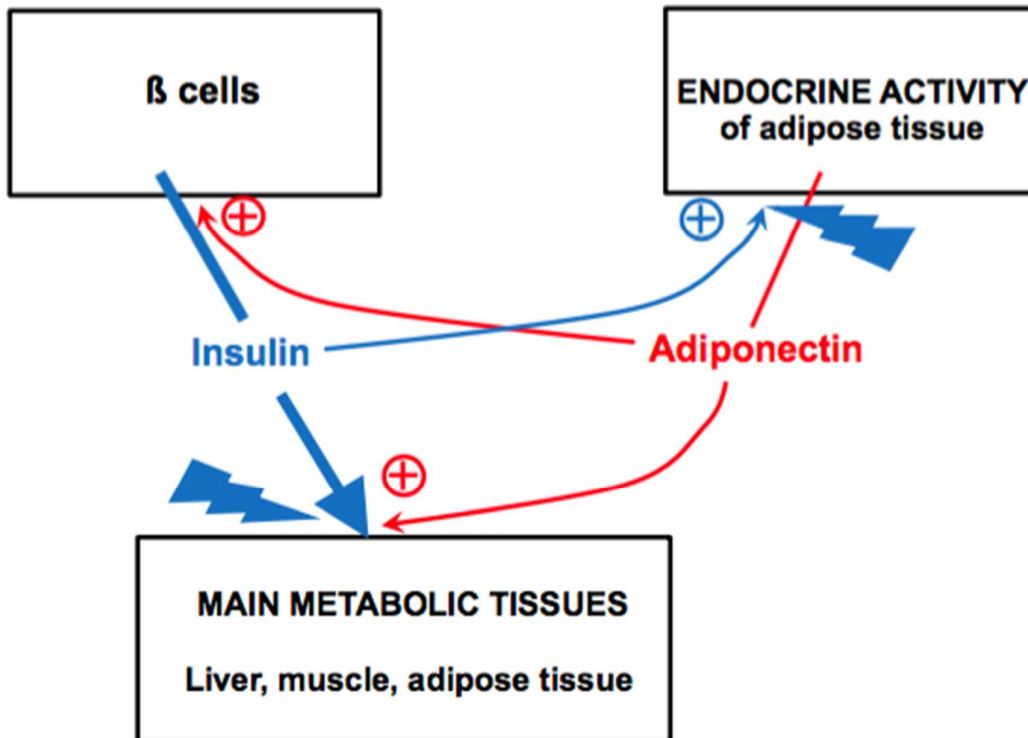 ß cells
ENDOCRINE ACTIVITY
of adipose tissue
Insulin
Adiponectin
MAIN METABOLIC TISSUES
Liver, muscle, adipose tissue